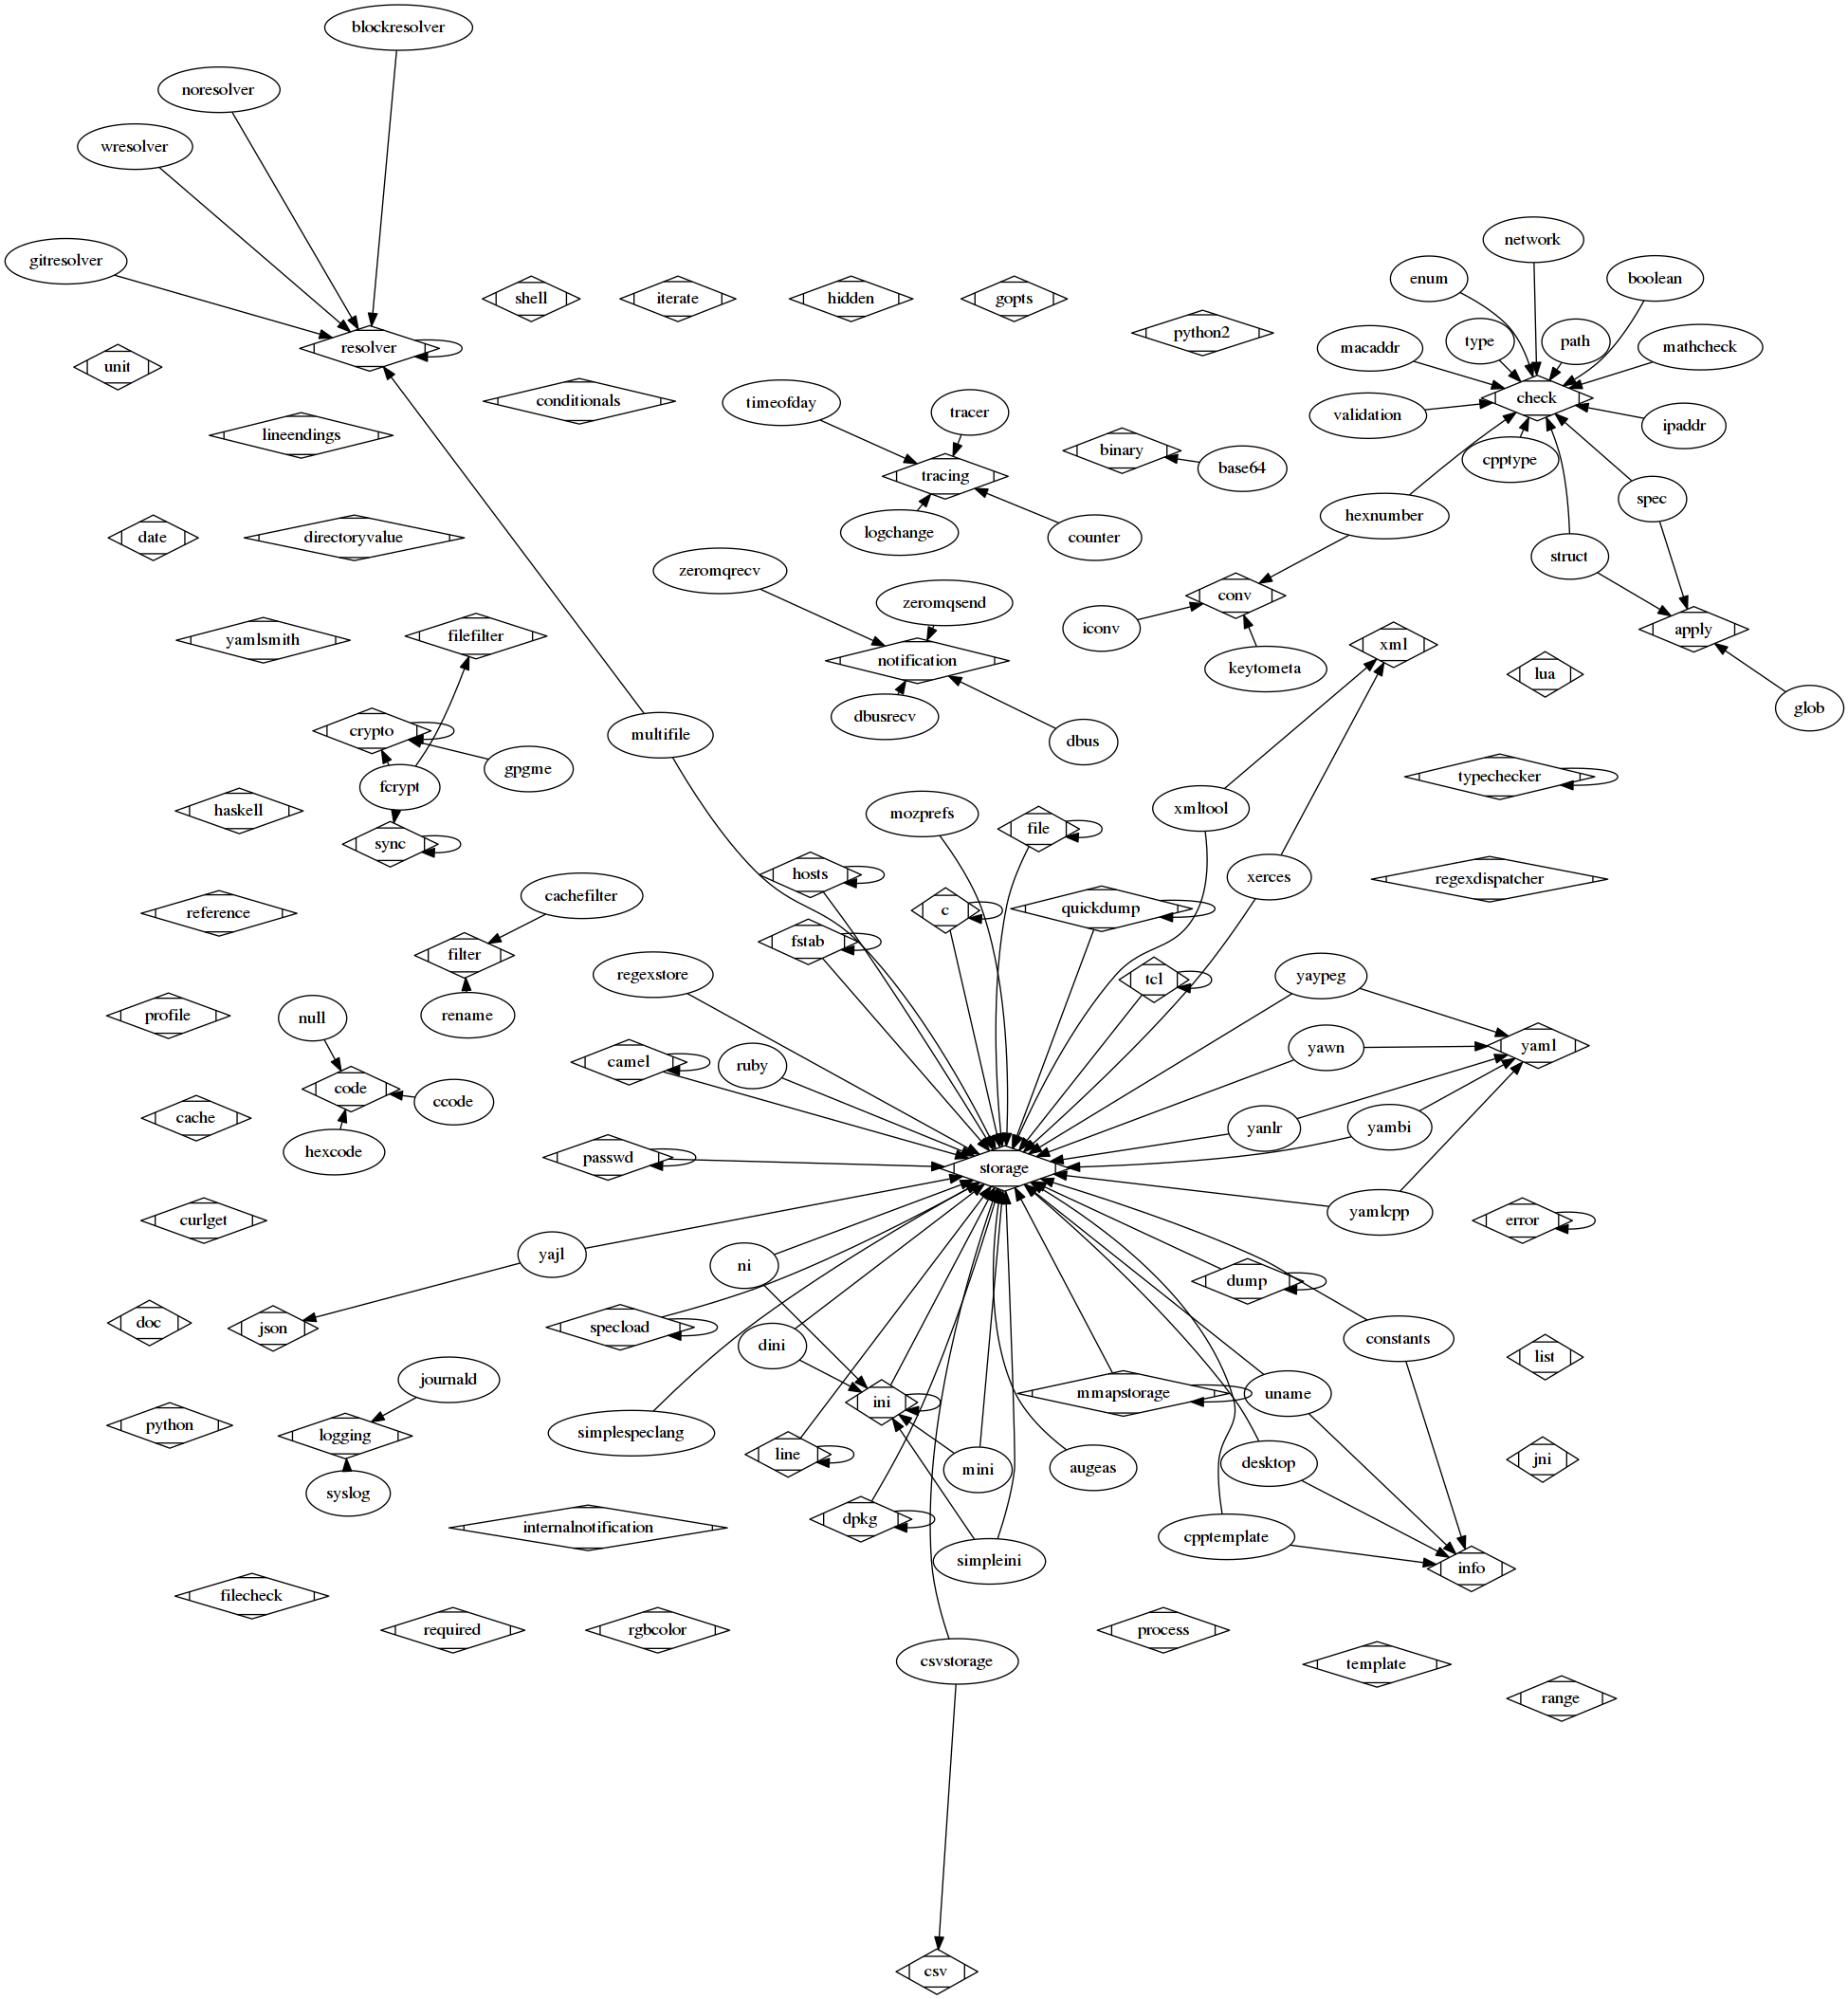 blockresolver
noresolver
wresolver
network
gitresolver
enum
boolean
shell
iterate
hidden
gopts
python2
type
path
resolver
macaddr
mathcheck
unit
check
conditionals
timeofday
tracer
validation
ipaddr
lineendings
binary
base64
cpptype
tracing
spec
hexnumber
logchange
counter
date
directoryvalue
struct
zeromqrecv
conv
zeromqsend
iconv
apply
yamlsmith
filefilter
xml
notification
keytometa
lua
glob
dbusrecv
crypto
multifile
dbus
gpgme
typechecker
fcrypt
haskell
mozprefs
xmltool
file
sync
hosts
xerces
regexdispatcher
cachefilter
quickdump
c
reference
fstab
filter
regexstore
tcl
yaypeg
profile
null
rename
yaml
yawn
camel
ruby
code
ccode
cache
yanlr
yambi
hexcode
passwd
storage
yamlcpp
curlget
error
yajl
ni
dump
doc
json
specload
constants
dini
list
journald
mmapstorage
uname
ini
python
simplespeclang
logging
line
jni
desktop
mini
augeas
syslog
dpkg
internalnotification
cpptemplate
simpleini
info
filecheck
required
rgbcolor
process
csvstorage
template
range
csv